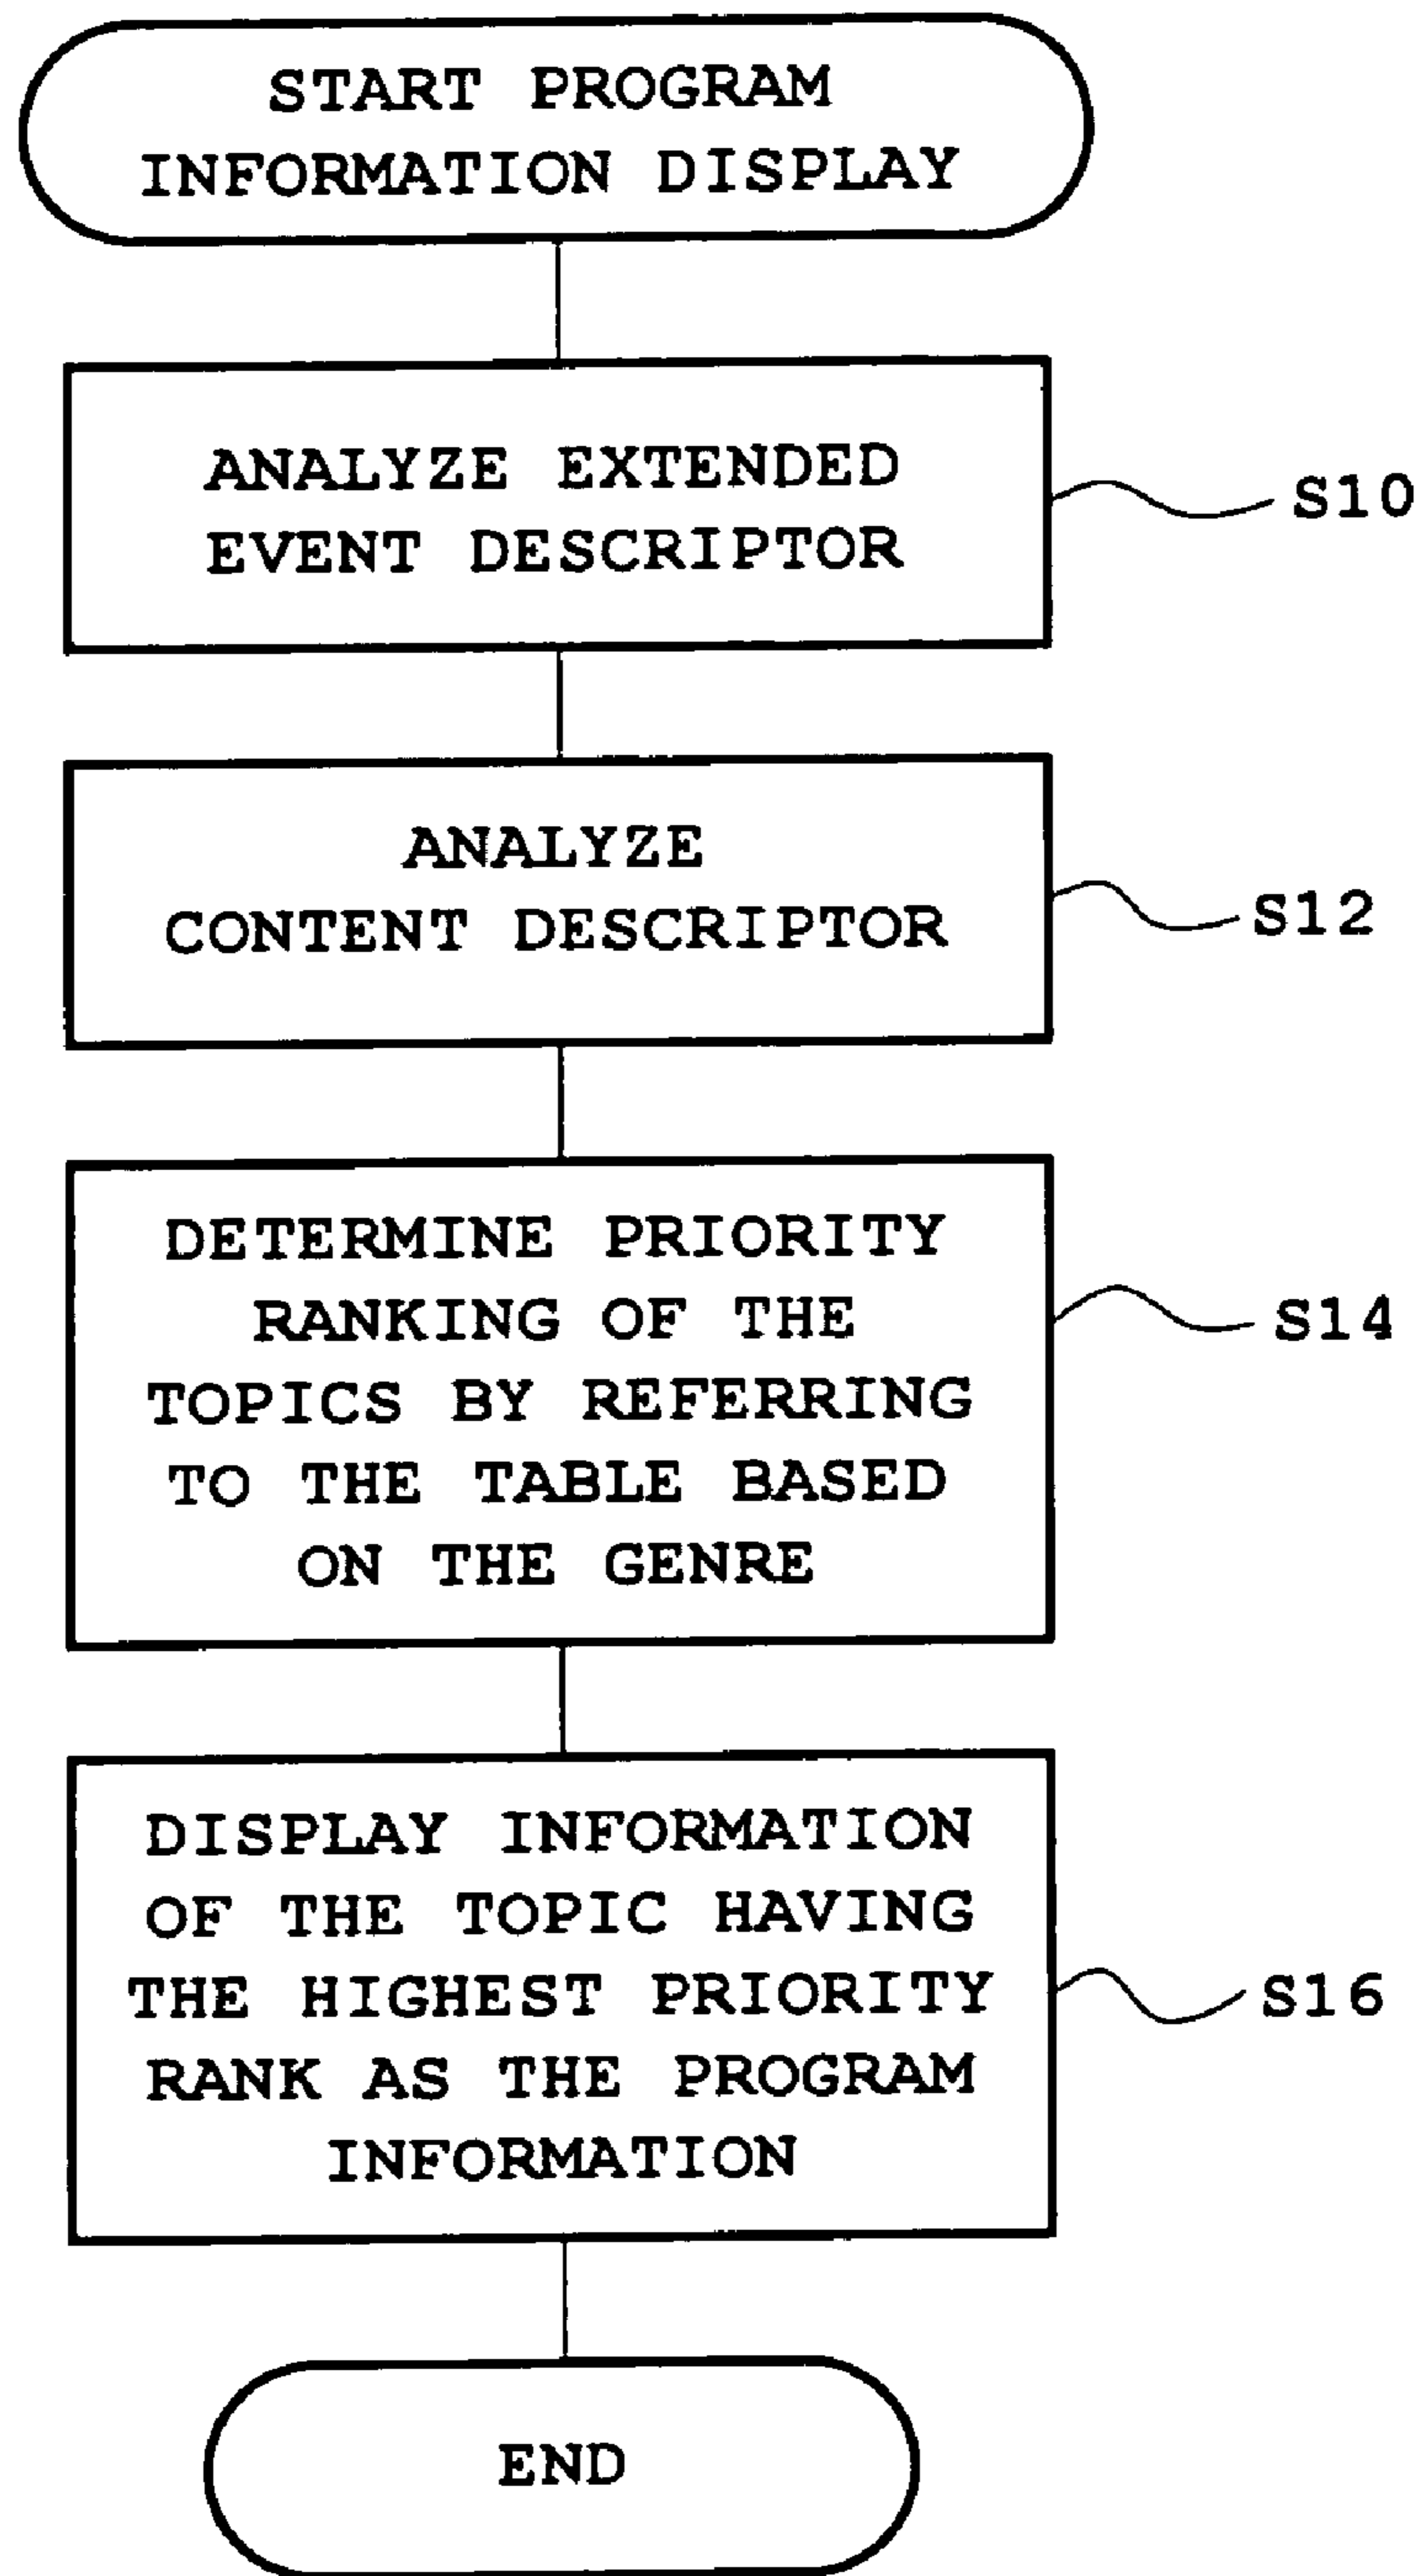 START PROGRAM
INFORMATION DISPLAY
ANALYZE EXTENDED
EVENT DESCRIPTOR
S10
ANALYZE
CONTENT DESCRIPTOR
S12
DETERMINE PRIORITY
RANKING OF THE
TOPICS BY REFERRING
TO THE TABLE BASED
ON THE GENRE
S14
DISPLAY INFORMATION
OF THE TOPIC HAVING
THE HIGHEST PRIORITY
RANK AS THE PROGRAM
INFORMATION
S16
END